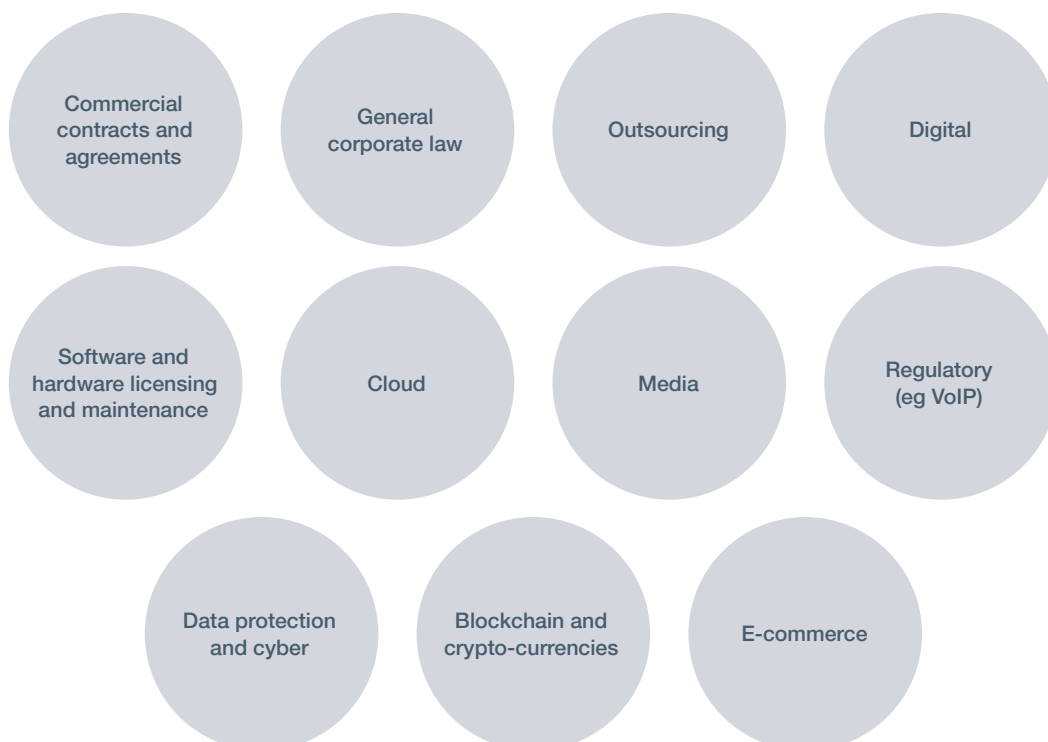 Commercial
contracts and
agreements
General
corporate law
Outsourcing
Digital
Software and
hardware licensing
and maintenance
Cloud
Media
Regulatory
(eg VoIP)
Data protection
and cyber
Blockchain and
crypto-currencies
E-commerce